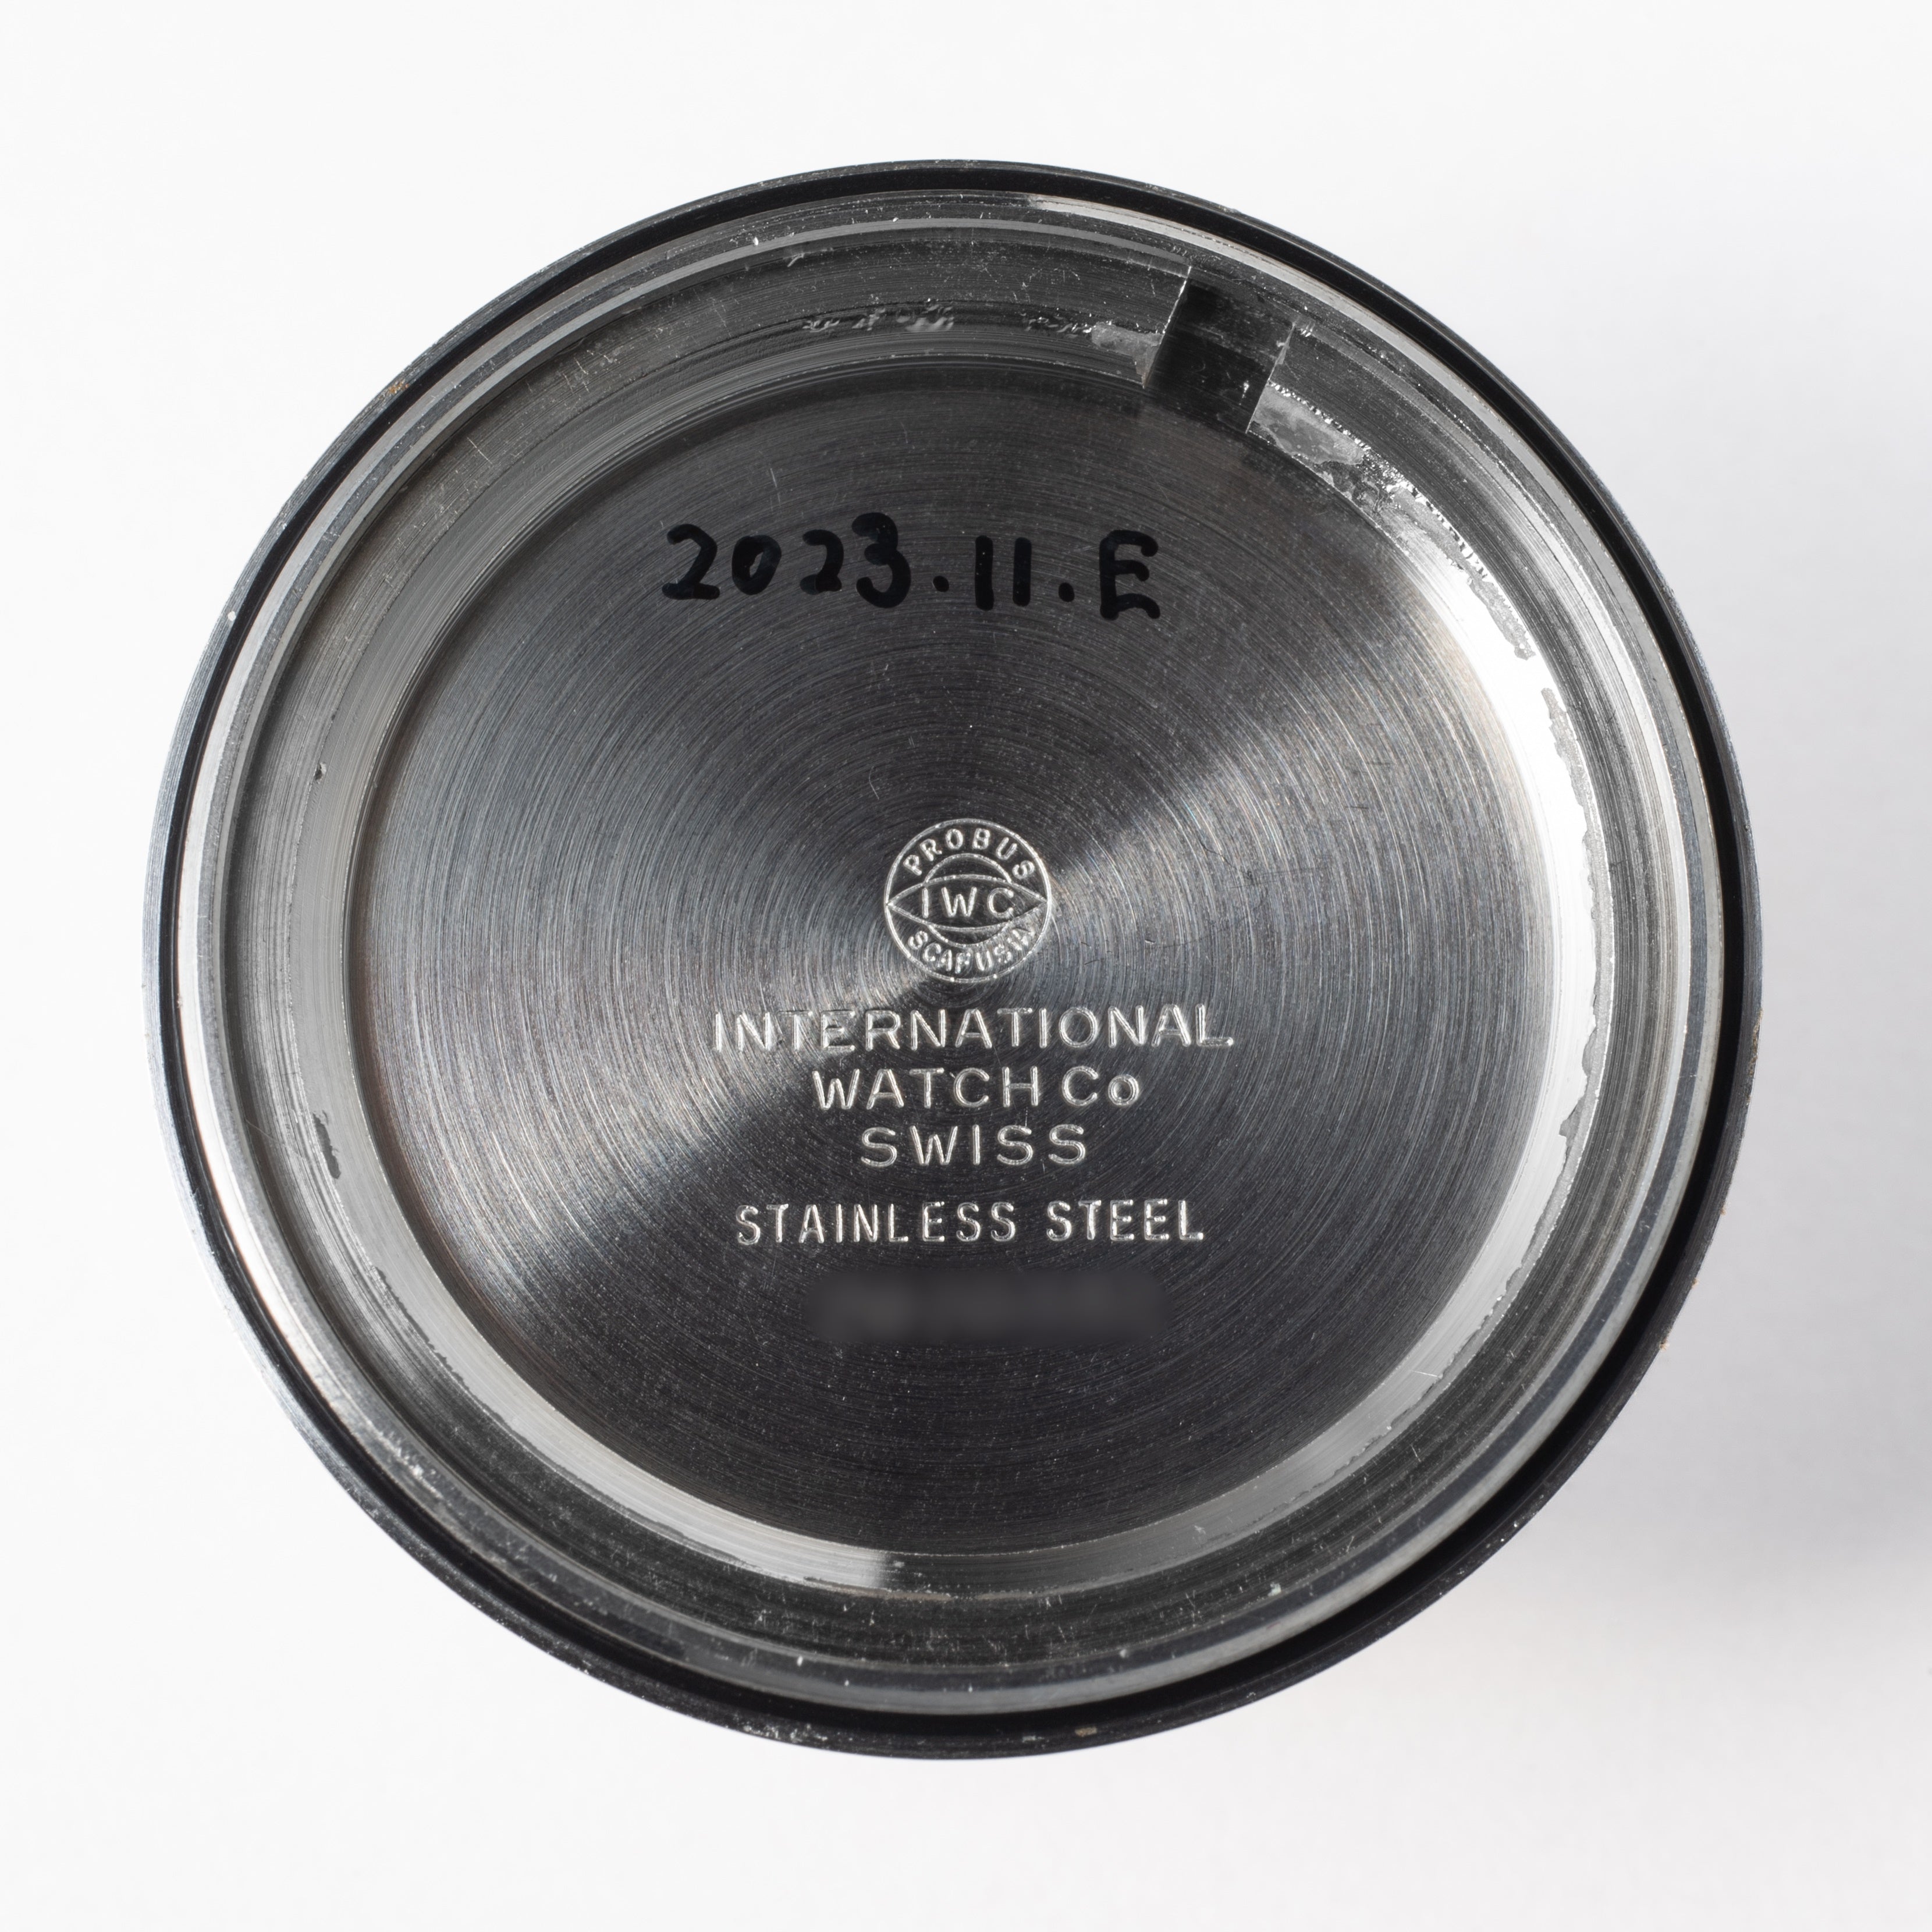 2023.11.E
PROBUS
IWC
SCAFUSIA
INTERNATIONAL
WATCH Co
SWISS
STAINLESS STEEL